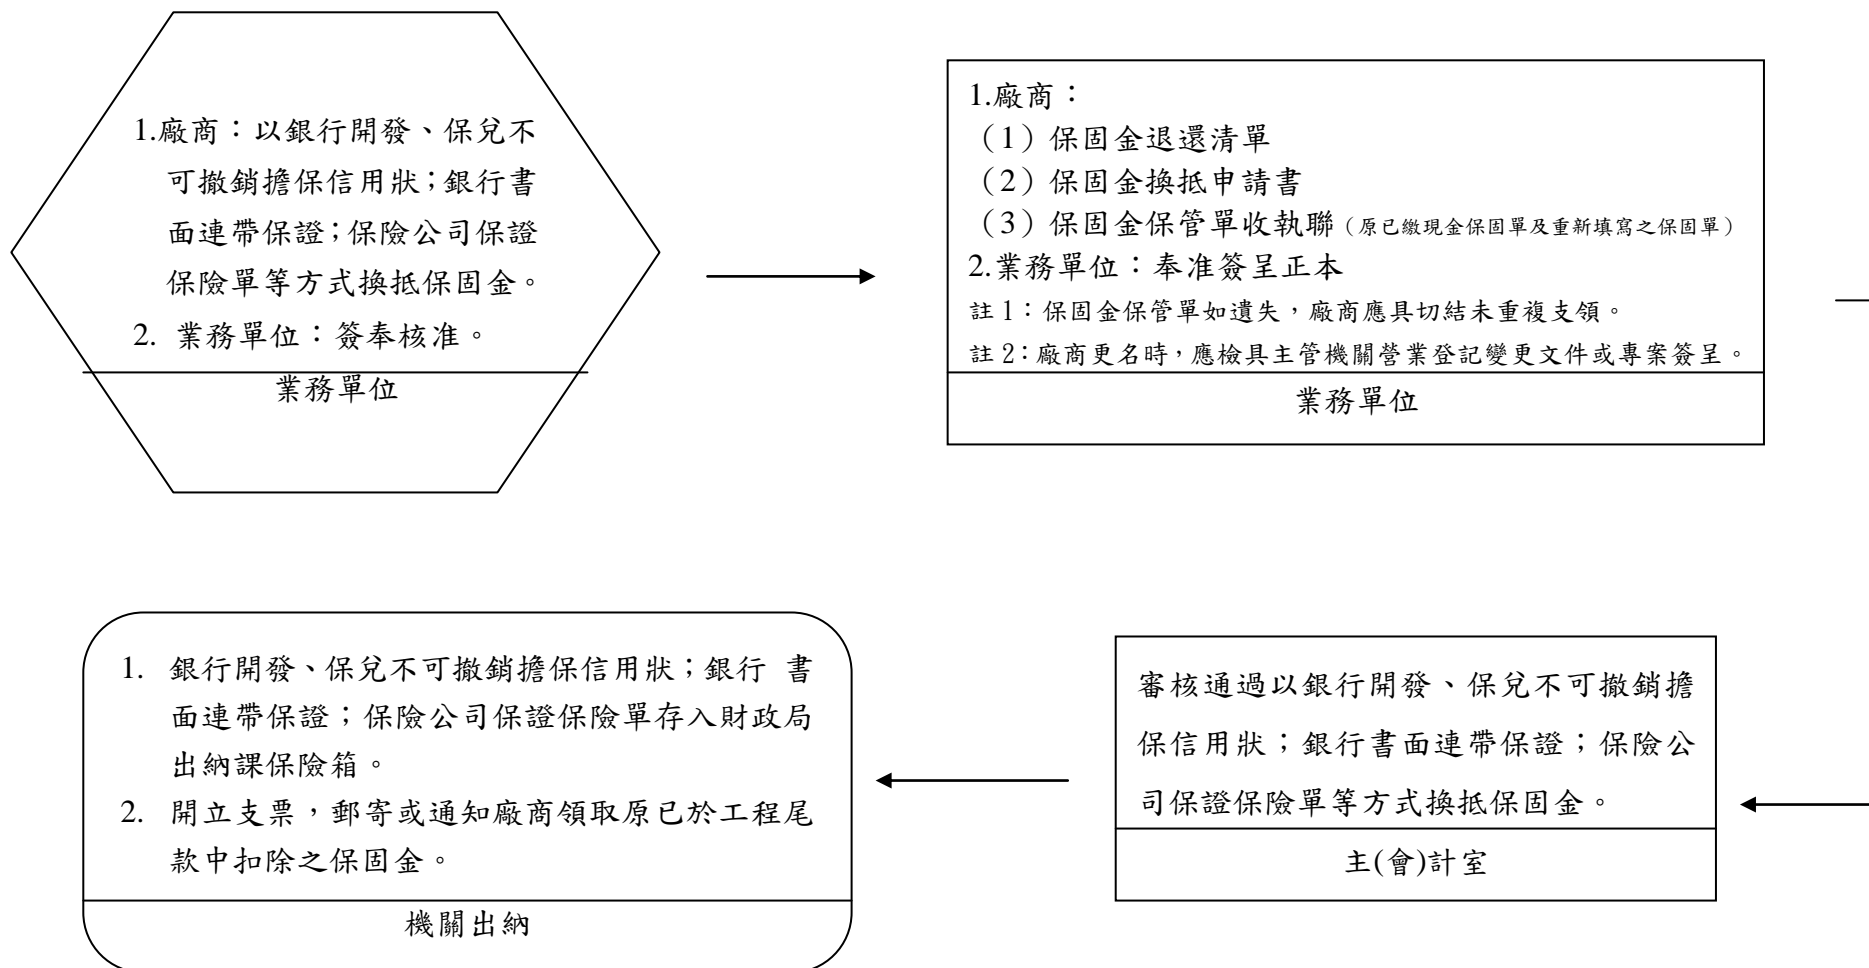 1.廠商：以銀行開發、保兌不
可撤銷擔保信用狀；銀行書
面連帶保證；保險公司保證
保險單等方式換抵保固金。
2. 業務單位：簽奉核准。
業務單位
1.廠商：
（1）保固金退還清單
（2）保固金換抵申請書
（3）保固金保管單收執聯（原已繳現金保固單及重新填寫之保固單）
2.業務單位：奉准簽呈正本
註 1：保固金保管單如遺失，廠商應具切結未重複支領。
註 2：廠商更名時，應檢具主管機關營業登記變更文件或專案簽呈。
業務單位
1. 銀行開發、保兌不可撤銷擔保信用狀；銀行 書
面連帶保證；保險公司保證保險單存入財政局
出納課保險箱。
2. 開立支票，郵寄或通知廠商領取原已於工程尾
款中扣除之保固金。
機關出納
審核通過以銀行開發、保兌不可撤銷擔
保信用狀；銀行書面連帶保證；保險公
司保證保險單等方式換抵保固金。
主(會)計室